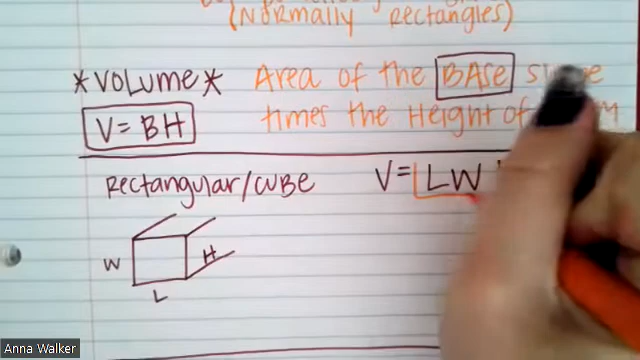 (Normally Rectangles)
*Volume* Area of the Base
V = BH times the Height of
Rectangular/cube V= LW
W H
L
Anna Walker